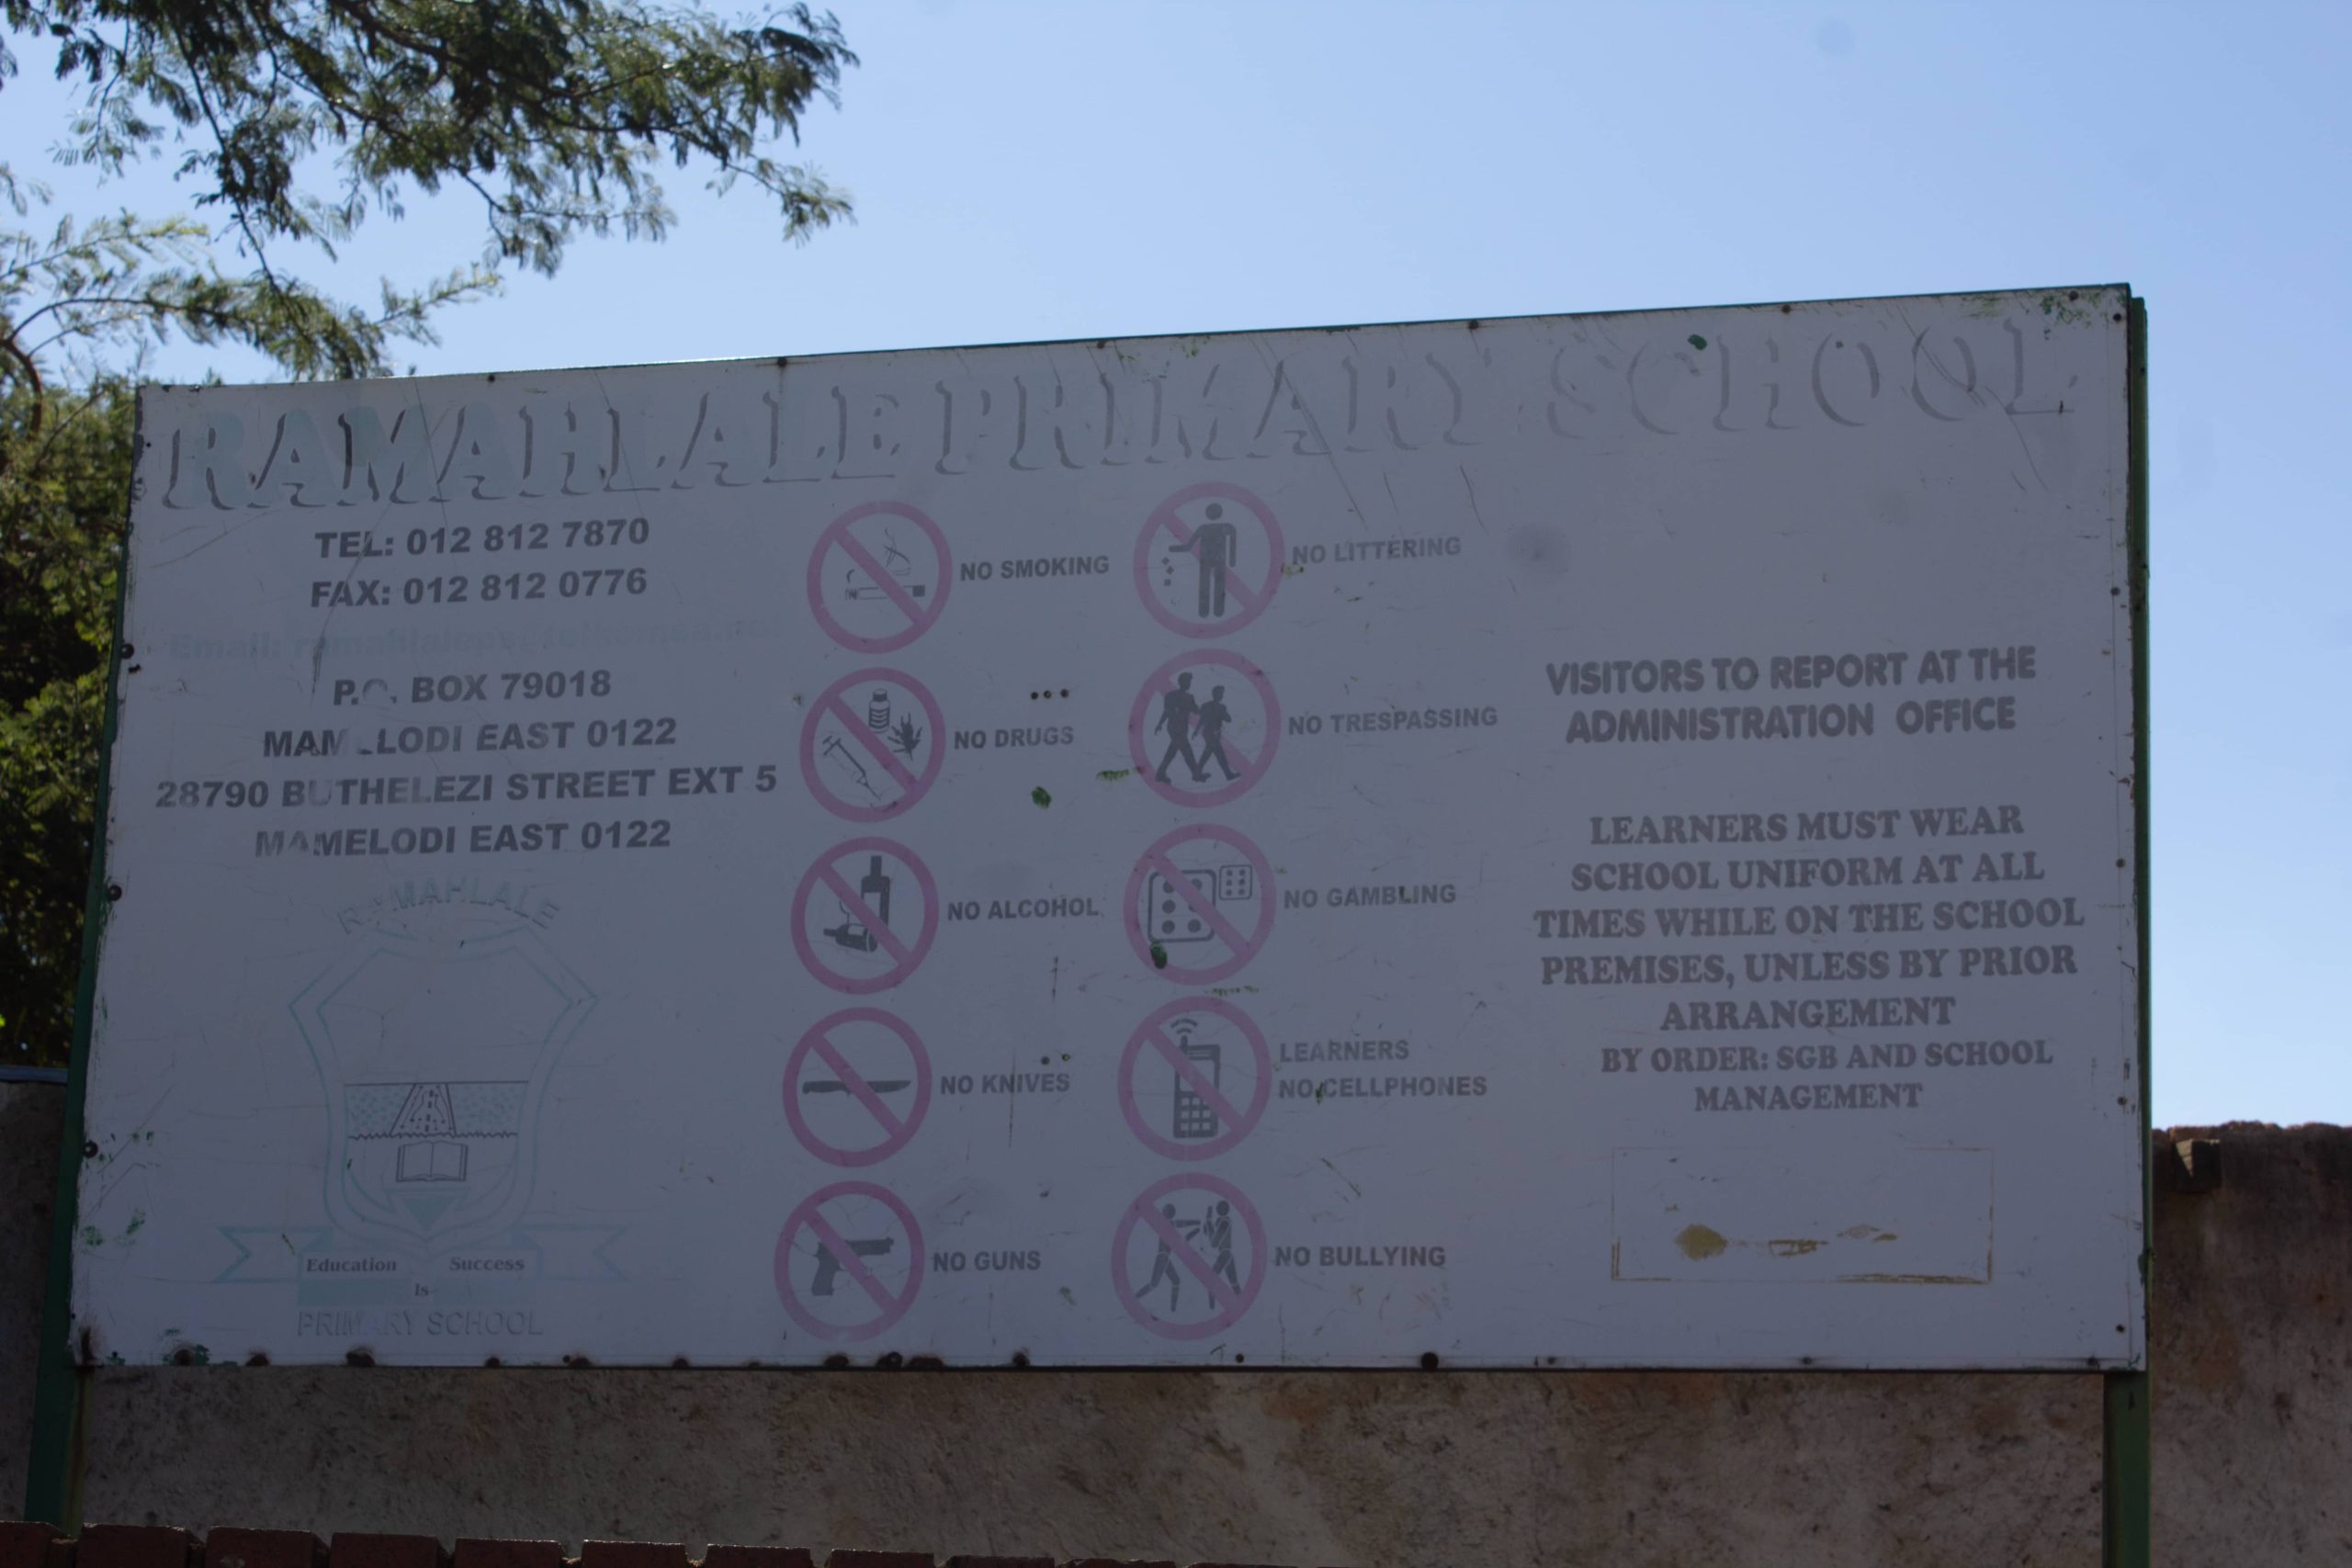 RAMAHLALE PRIMARY SCHOOL
TEL: 012 812 7870
FAX: 012 812 0776
Email:
P.O. BOX 79018
MAMELODI EAST 0122
28790 BUTHELEZI STREET EXT 5
MAMELODI EAST 0122
RAMAHLALE
Education Success
Is
PRIMARY SCHOOL
NO SMOKING
NO DRUGS
NO ALCOHOL
NO KNIVES
NO GUNS
NO LITTERING
NO TRESPASSING
NO GAMBLING
LEARNERS
NO CELLPHONES
NO BULLYING
VISITORS TO REPORT AT THE
ADMINISTRATION OFFICE
LEARNERS MUST WEAR
SCHOOL UNIFORM AT ALL
TIMES WHILE ON THE SCHOOL
PREMISES, UNLESS BY PRIOR
ARRANGEMENT
BY ORDER: SGB AND SCHOOL
MANAGEMENT